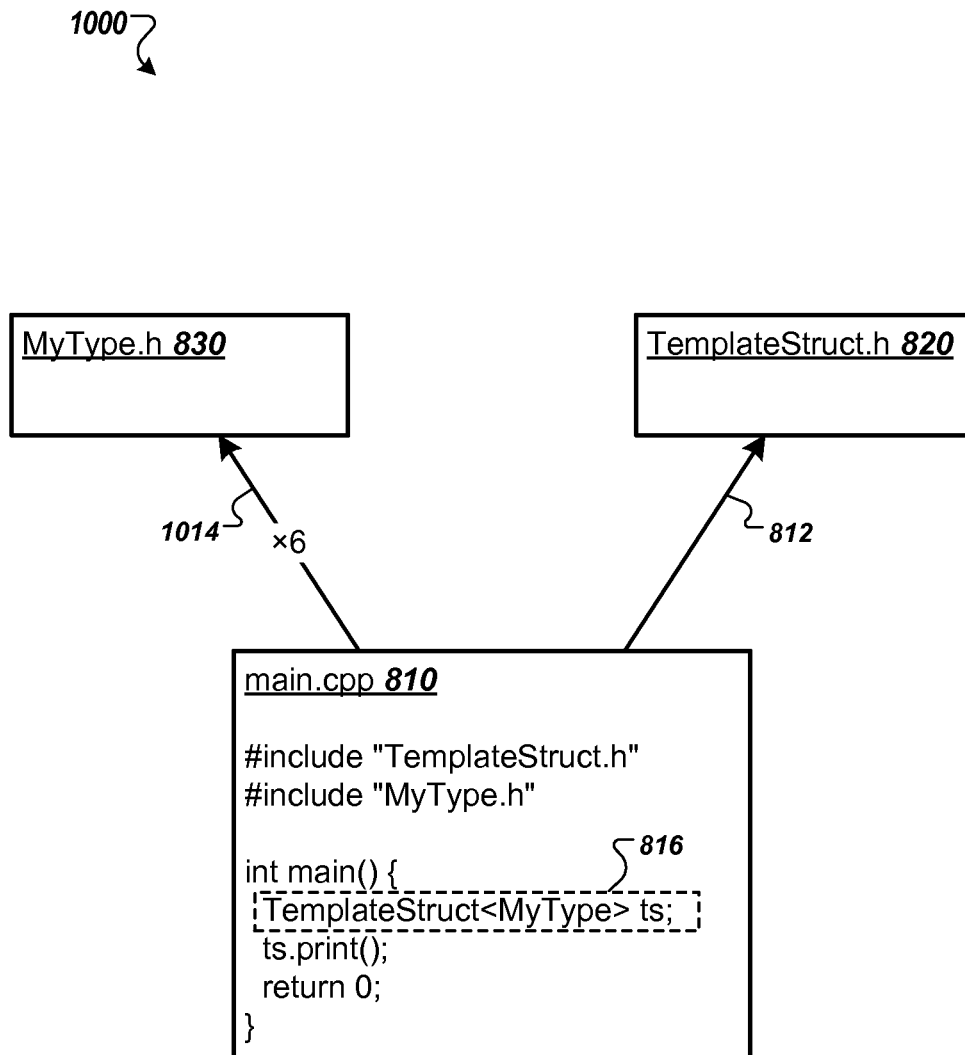 1000
MyType.h 830
TemplateStruct.h 820
1014
×6
812
main.cpp 810
#include "TemplateStruct.h"
#include "MyType.h"
816
int main() {
TemplateStruct<MyType> ts;
ts.print();
return 0;
}